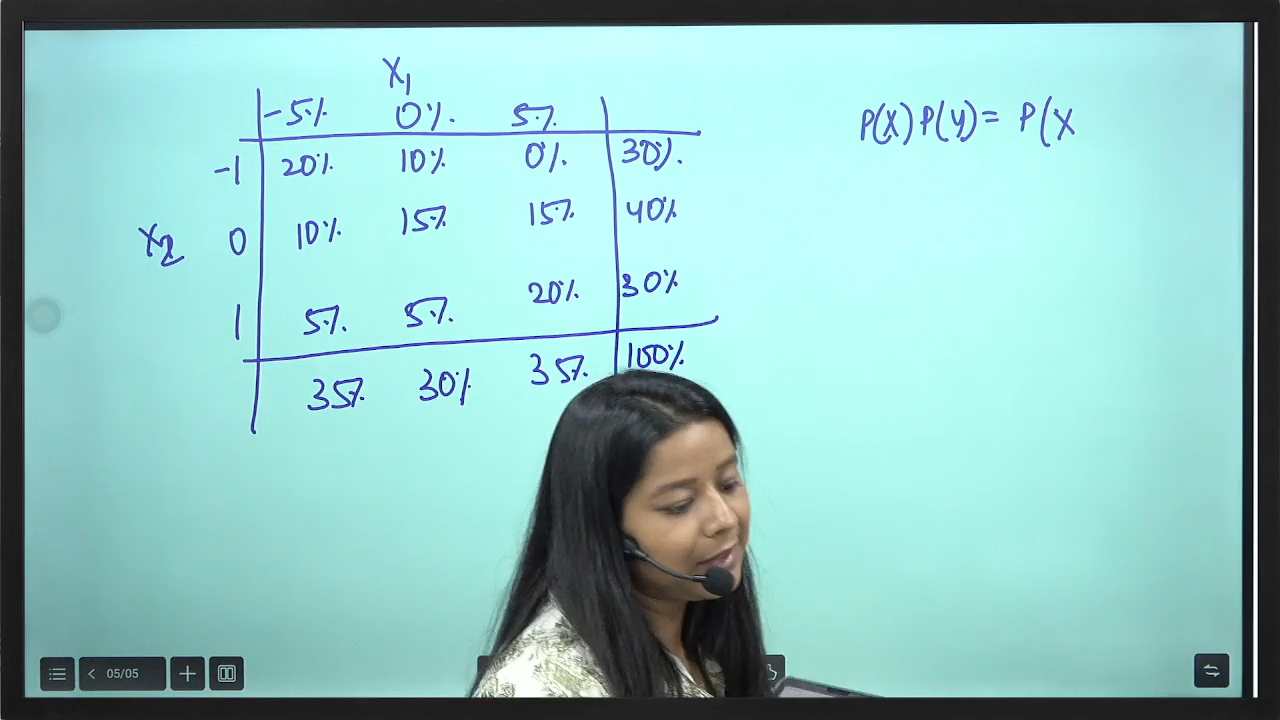 X1
-5% 0% 5%
-1 20% 10% 0% 30%.
X2 0 10% 15% 15% 40%
1 5% 5% 20% 30%
35% 30% 35% 100%
P(X) P(Y) = P(X
05/05